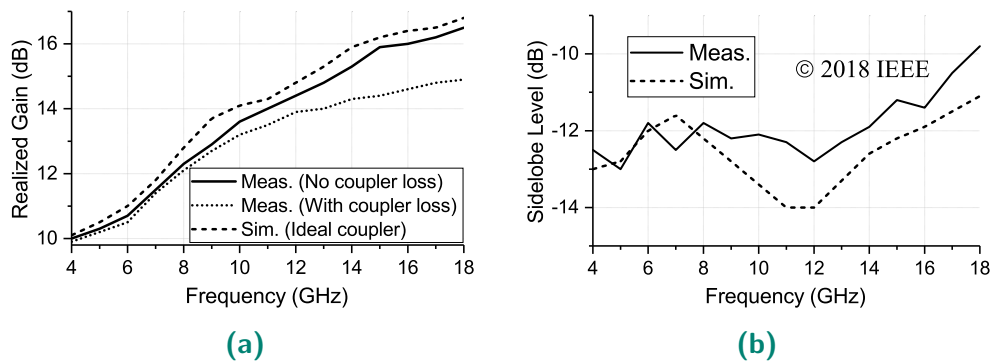 16
14
12
10
Realized Gain (dB)
Meas. (No coupler loss)
Meas. (With coupler loss)
Sim. (Ideal coupler)
4 6 8 10 12 14 16 18
Frequency (GHz)
(a)
-10
-12
-14
Sidelobe Level (dB)
Meas.
Sim.
© 2018 IEEE
4 6 8 10 12 14 16 18
Frequency (GHz)
(b)